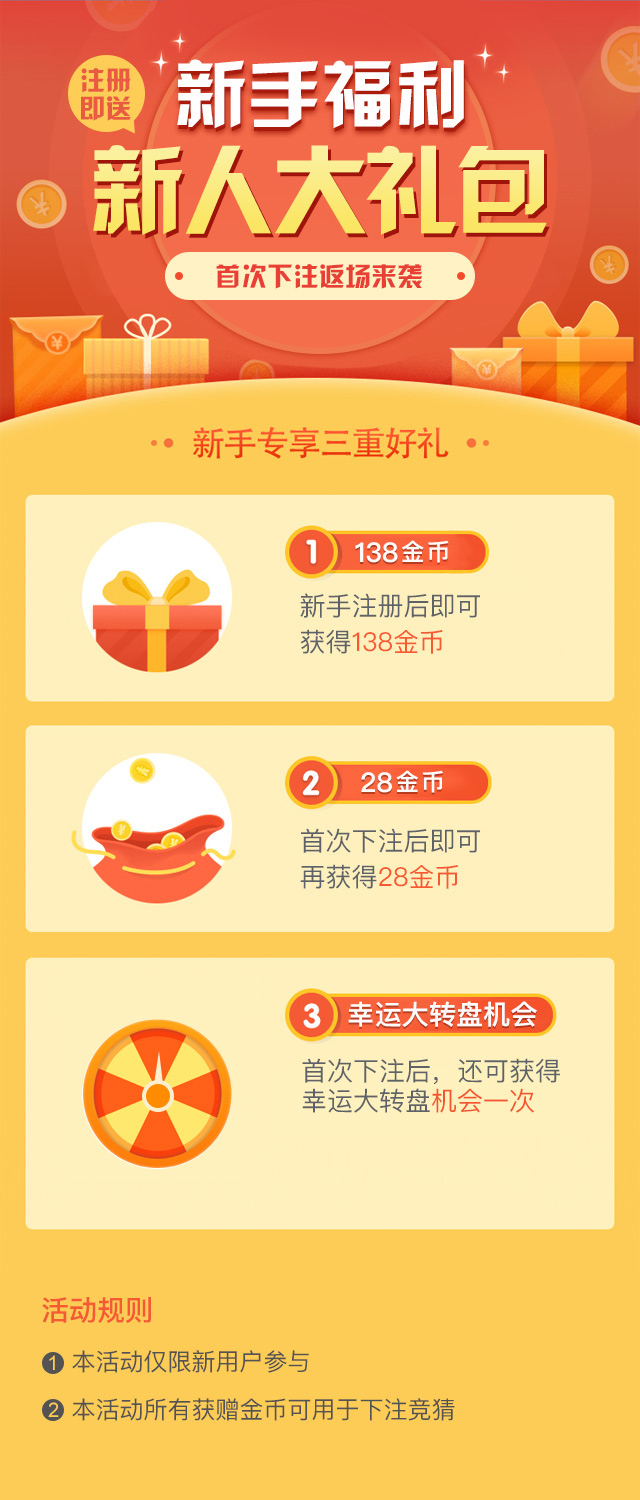 注册
即送
新手福利
新人大礼包
首次下注返场来袭
新手专享三重好礼
1 138金币
新手注册后即可
获得138金币
2 28金币
首次下注后即可
再获得28金币
3 幸运大转盘机会
首次下注后，还可获得
幸运大转盘机会一次
活动规则
① 本活动仅限新用户参与
② 本活动所有获赠金币可用于下注竞猜